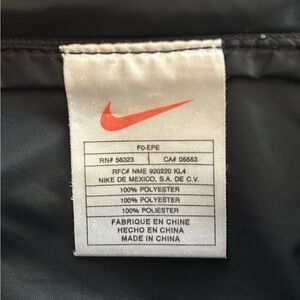 F0-EPE
RN# 56323 CA# 05553
RFC# NME 920220 KL4
NIKE DE MEXICO, S.A. DE C.V.
100% POLYESTER
100% POLYESTER
100% POLIESTER
FABRIQUE EN CHINE
HECHO EN CHINA
MADE IN CHINA